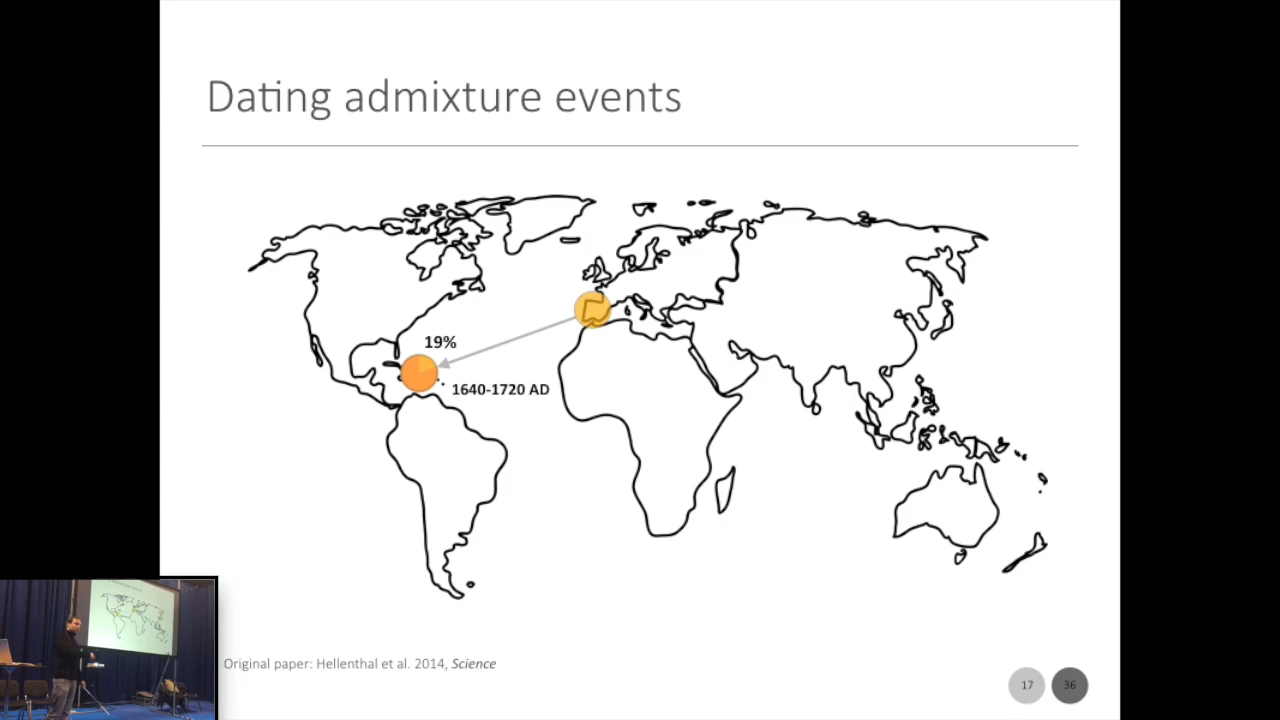 Dating admixture events
19%
1640-1720 AD
Original paper: Hellenthal et al. 2014, Science
17 36